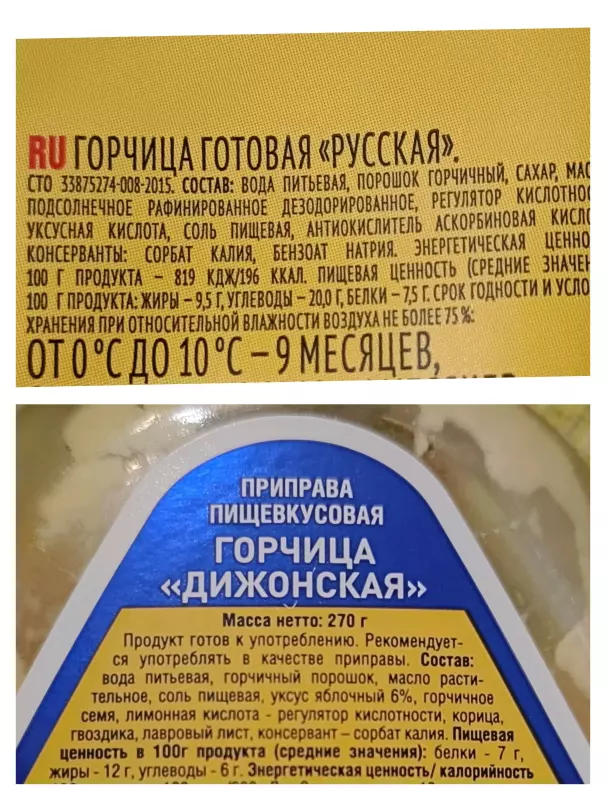 RU ГОРЧИЦА ГОТОВАЯ «РУССКАЯ».
СТО 33875274-008-2015. СОСТАВ: ВОДА ПИТЬЕВАЯ, ПОРОШОК ГОРЧИЧНЫЙ, САХАР, МАС
ПОДСОЛНЕЧНОЕ РАФИНИРОВАННОЕ ДЕЗОДОРИРОВАННОЕ, РЕГУЛЯТОР КИСЛОТНО
УКСУСНАЯ КИСЛОТА, СОЛЬ ПИЩЕВАЯ, АНТИОКИСЛИТЕЛЬ АСКОРБИНОВАЯ КИСЛО
КОНСЕРВАНТЫ: СОРБАТ КАЛИЯ, БЕНЗОАТ НАТРИЯ. ЭНЕРГЕТИЧЕСКАЯ ЦЕННО
100 Г ПРОДУКТА – 819 КДЖ/196 ККАЛ. ПИЩЕВАЯ ЦЕННОСТЬ (СРЕДНИЕ ЗНАЧЕН
100 Г ПРОДУКТА: ЖИРЫ – 9,5 Г, УГЛЕВОДЫ – 20,0 Г, БЕЛКИ – 7,5 Г. СРОК ГОДНОСТИ И УСЛО
ХРАНЕНИЯ ПРИ ОТНОСИТЕЛЬНОЙ ВЛАЖНОСТИ ВОЗДУХА НЕ БОЛЕЕ 75 %:
ОТ 0°С ДО 10°С – 9 МЕСЯЦЕВ,
ПРИПРАВА
ПИЩЕВКУСОВАЯ
ГОРЧИЦА
«ДИЖОНСКАЯ»
Масса нетто: 270 г
Продукт готов к употреблению. Рекомендует-
ся употреблять в качестве приправы. Состав:
вода питьевая, горчичный порошок, масло расти-
тельное, соль пищевая, уксус яблочный 6%, горчичное
семя, лимонная кислота - регулятор кислотности, корица,
гвоздика, лавровый лист, консервант – сорбат калия. Пищевая
ценность в 100г продукта (средние значения): белки - 7 г,
жиры - 12 г, углеводы - 6 г. Энергетическая ценность/ калорийность